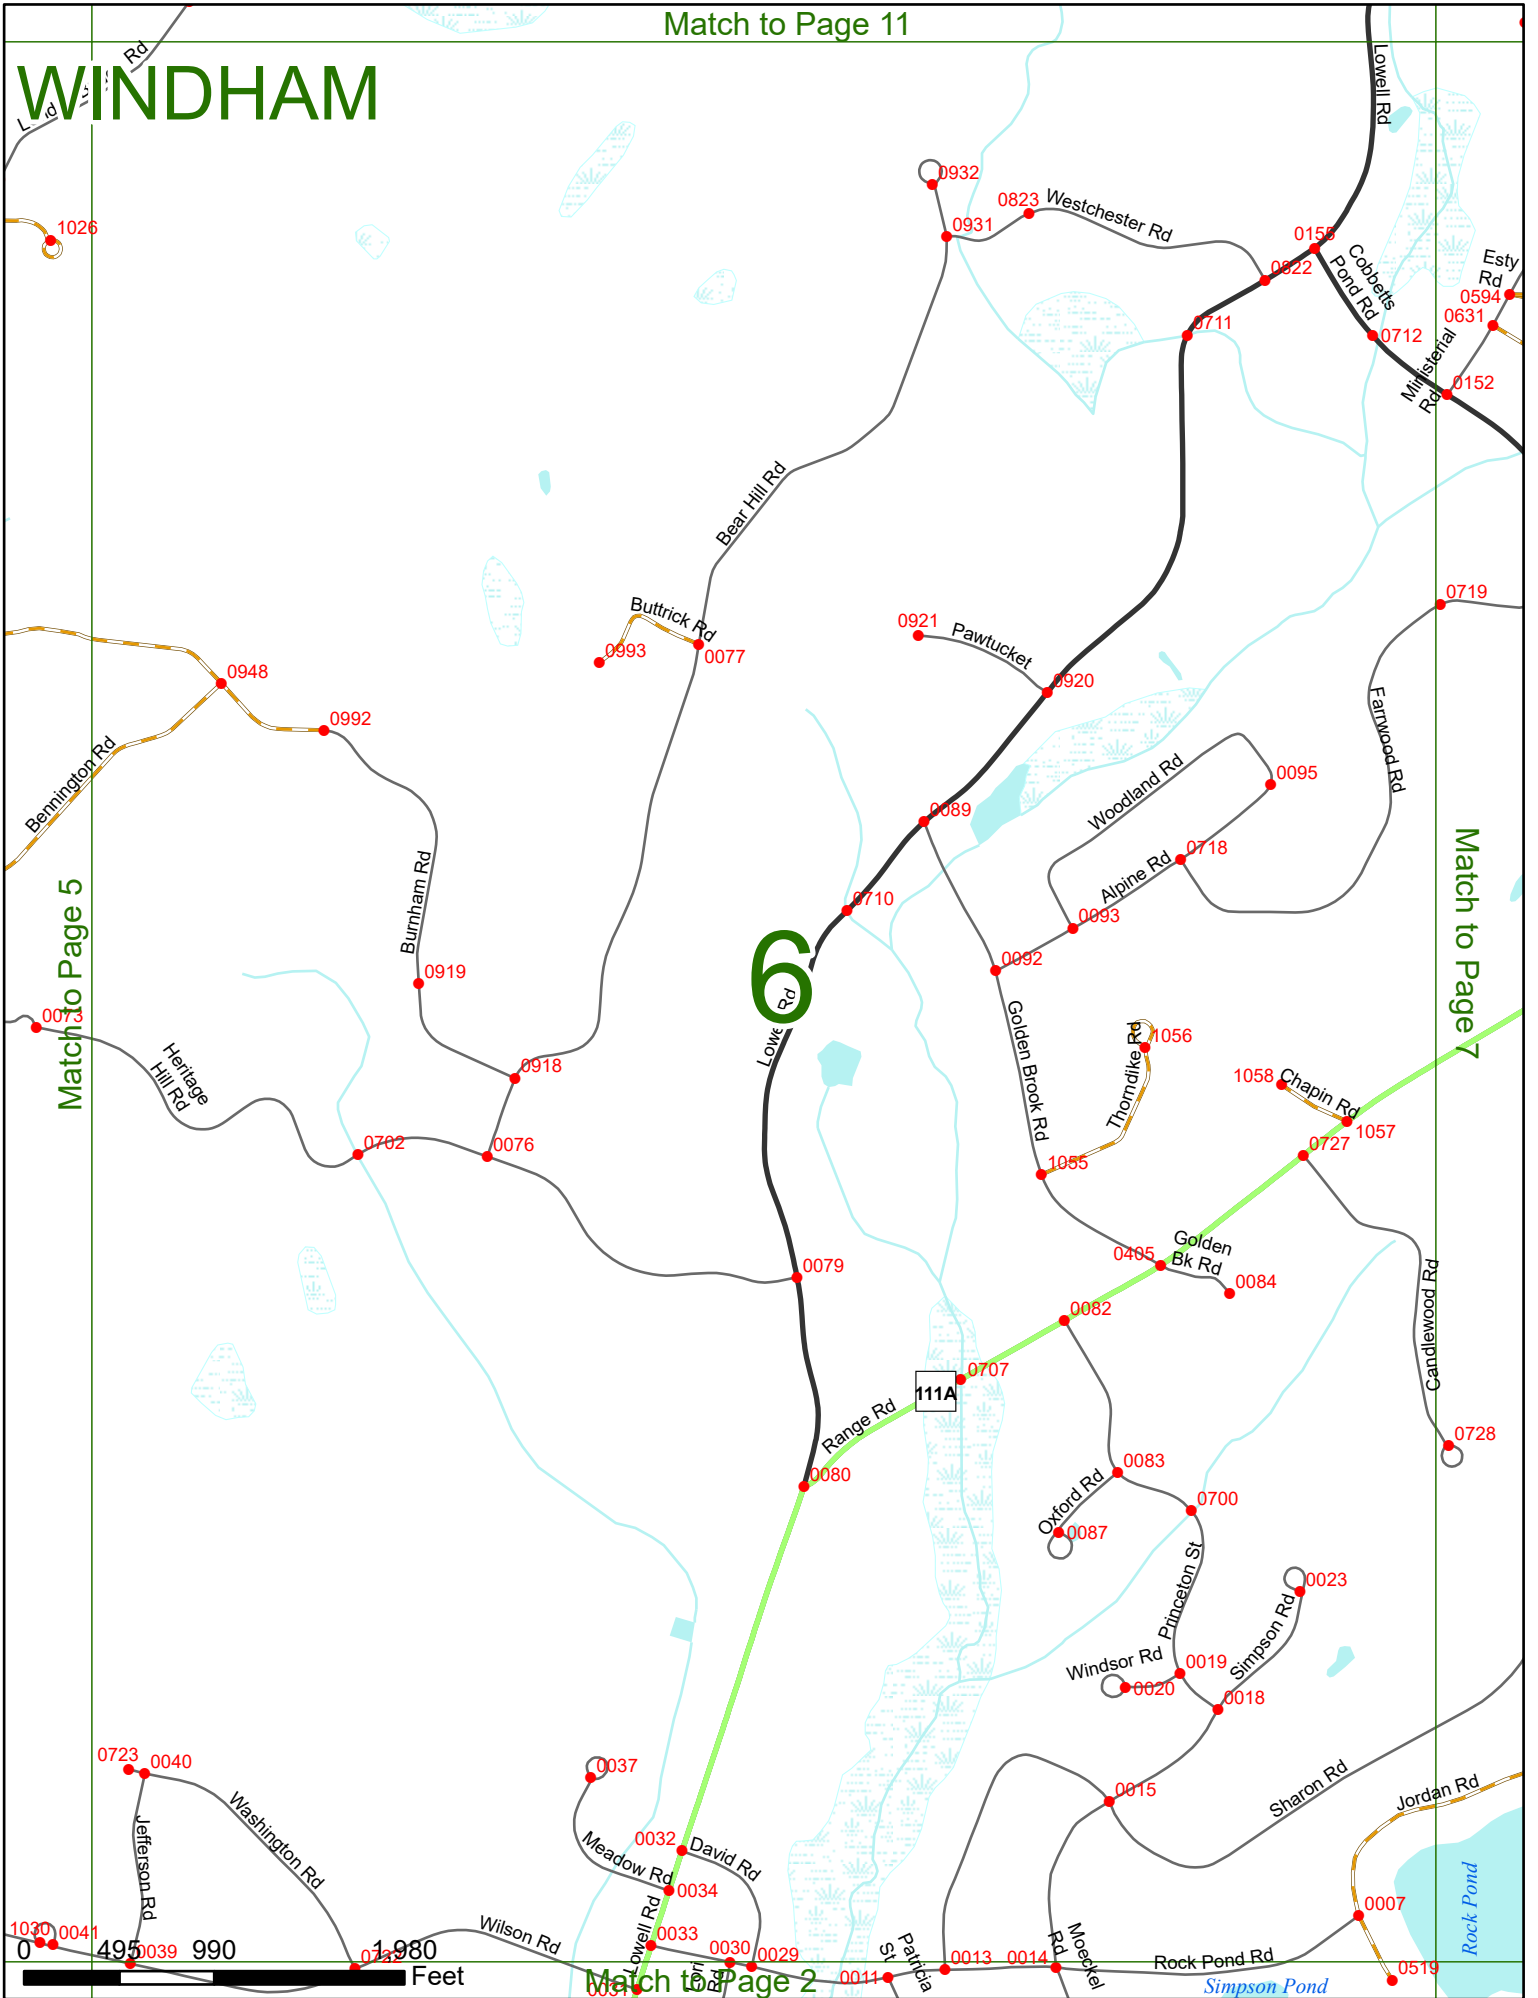 Match to Page 11
WINDHAM
Rd
Lowell Rd
0932
0823
Westchester Rd
1026
0931
0155
Cobbetts
Pond Rd
Esty
Rd
0822
0594
0631
0711
0712
Ministerial
Rd
0152
Bear Hill Rd
Buttrick Rd
0993
0077
0921
Pawtucket
0719
0948
0920
0992
Farrwood Rd
Bennington Rd
Woodland Rd
0095
0089
Match to Page 5
Burnham Rd
0718
Alpine Rd
Match to Page 7
0710
0093
6
0919
0092
Lowell Rd
0073
Golden Brook Rd
Thorndike Rd
1056
Heritage
Hill Rd
0918
1058
Chapin Rd
1057
0702
0076
0727
1055
Golden
Bk Rd
0405
0079
0084
Candlewood Rd
0082
0707
111A
Range Rd
0728
0080
0083
Oxford Rd
0700
0087
Princeton St
0023
Simpson Rd
Windsor Rd
0019
0020
0018
0723
0040
0037
Washington Rd
Jefferson Rd
0015
Sharon Rd
Jordan Rd
0032
David Rd
Meadow Rd
0034
0007
Rock Pond
Lowell Rd
Wilson Rd
1030
0041
0033
0039
0722
0030
0029
Lori
Rd
0011
Patricia
St
0013
0014
Moeckel
Rd
Rock Pond Rd
0519
0 495 990 1,980
Feet
0031
Match to Page 2
Simpson Pond